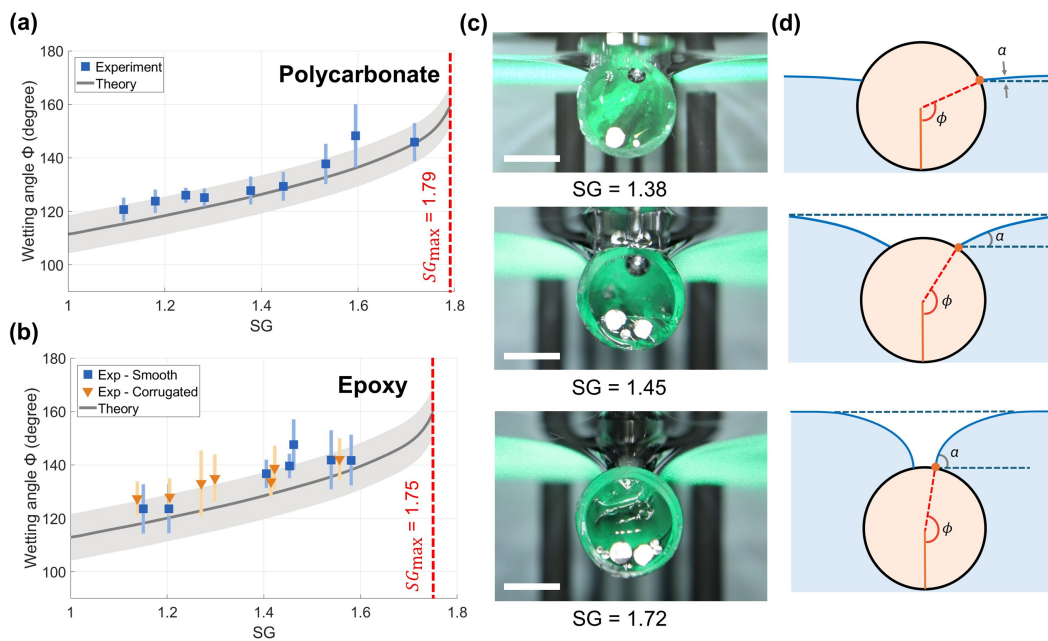 (a)
180
160
140
120
100
Wetting angle Φ (degree)
Experiment
Theory
Polycarbonate
SG_max = 1.79
1
1.2
1.4
1.6
1.8
SG
(b)
180
160
140
120
100
Wetting angle Φ (degree)
Exp - Smooth
Exp - Corrugated
Theory
Epoxy
SG_max = 1.75
1
1.2
1.4
1.6
1.8
SG
(c)
SG = 1.38
SG = 1.45
SG = 1.72
(d)
α
ϕ
α
ϕ
α
ϕ